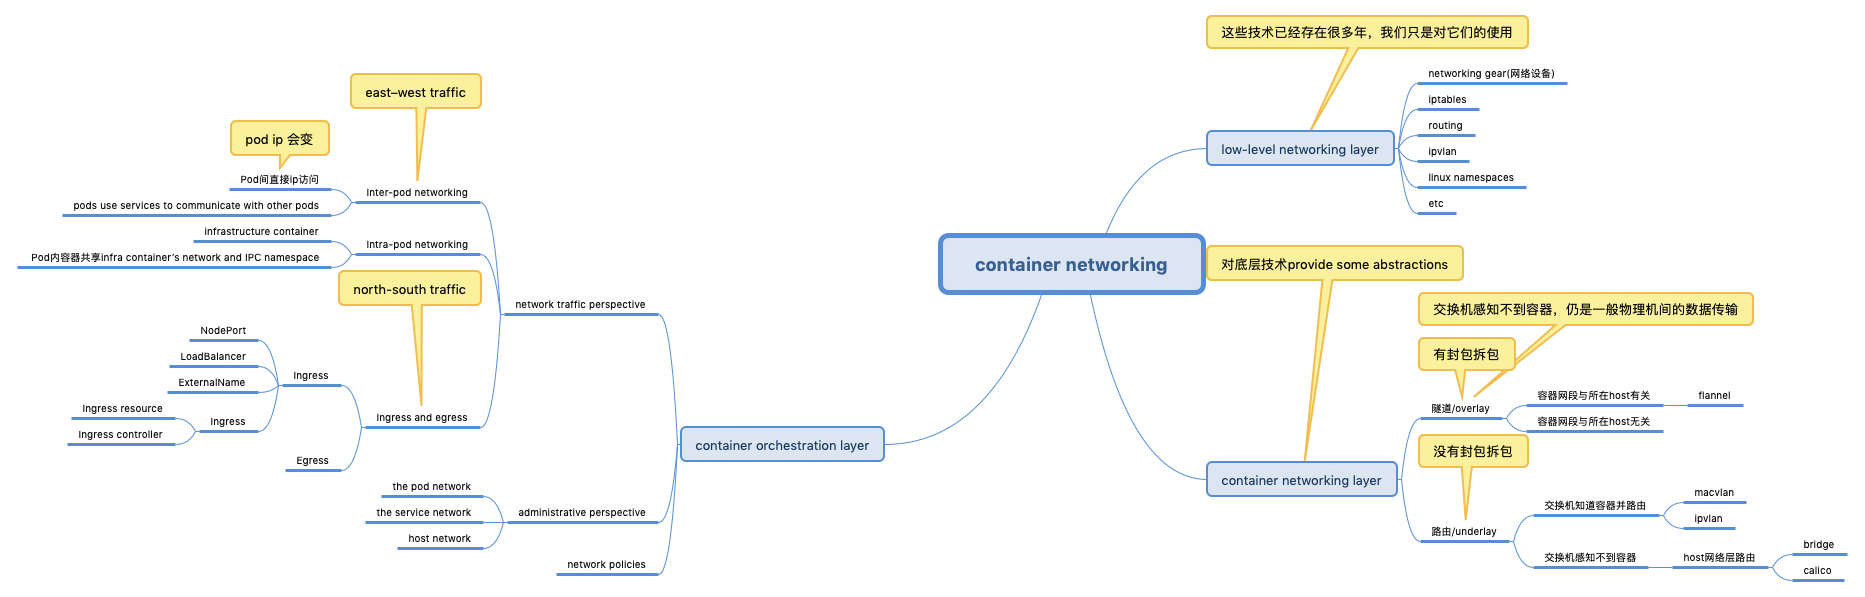 container networking
这些技术已经存在很多年，我们只是对它们的使用
low-level networking layer
networking gear(网络设备)
iptables
routing
ipvlan
linux namespaces
etc
对底层技术provide some abstractions
container networking layer
交换机感知不到容器，仍是一般物理机间的数据传输
有封包拆包
隧道/overlay
容器网段与所在host有关
flannel
容器网段与所在host无关
没有封包拆包
路由/underlay
交换机知道容器并路由
macvlan
ipvlan
交换机感知不到容器
host网络层路由
bridge
calico
container orchestration layer
network traffic perspective
east–west traffic
Inter-pod networking
pod ip 会变
Pod间直接ip访问
pods use services to communicate with other pods
Intra-pod networking
infrastructure container
Pod内容器共享infra container's network and IPC namespace
north-south traffic
Ingress and egress
Ingress
NodePort
LoadBalancer
ExternalName
Ingress
Ingress resource
Ingress controller
Egress
administrative perspective
the pod network
the service network
host network
network policies